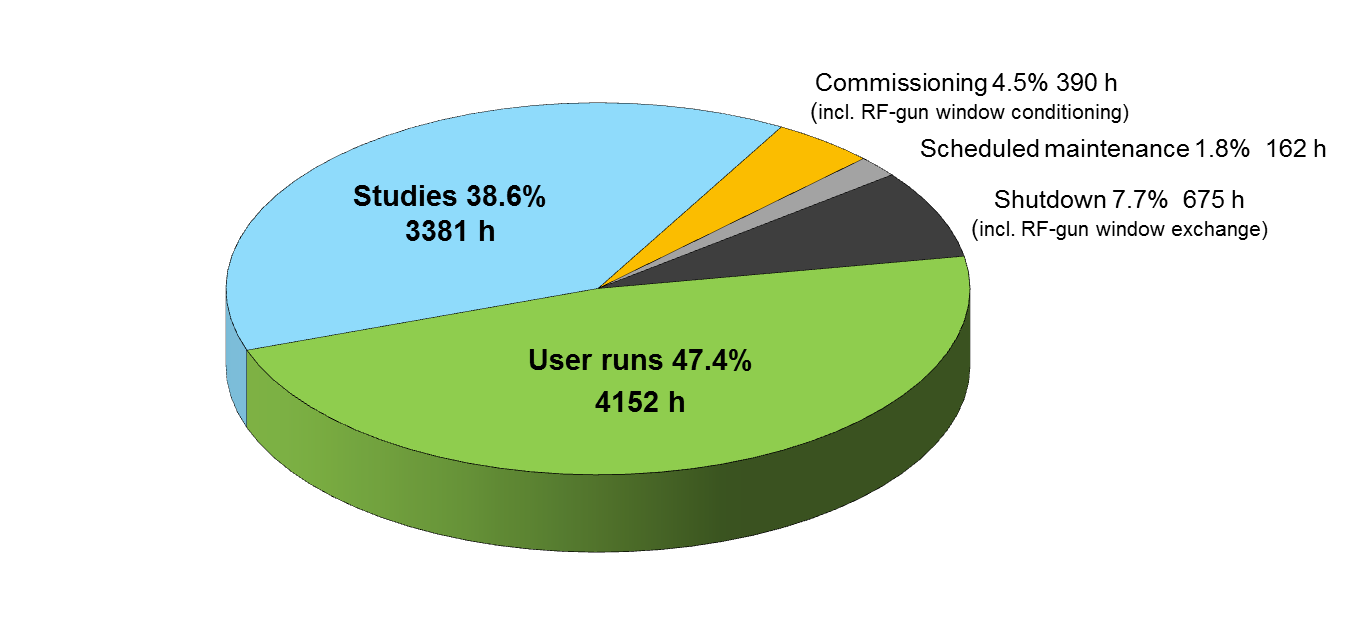 Commissioning 4.5% 390 h
(incl. RF-gun window conditioning)
Scheduled maintenance 1.8% 162 h
Shutdown 7.7% 675 h
(incl. RF-gun window exchange)
Studies 38.6%
3381 h
User runs 47.4%
4152 h